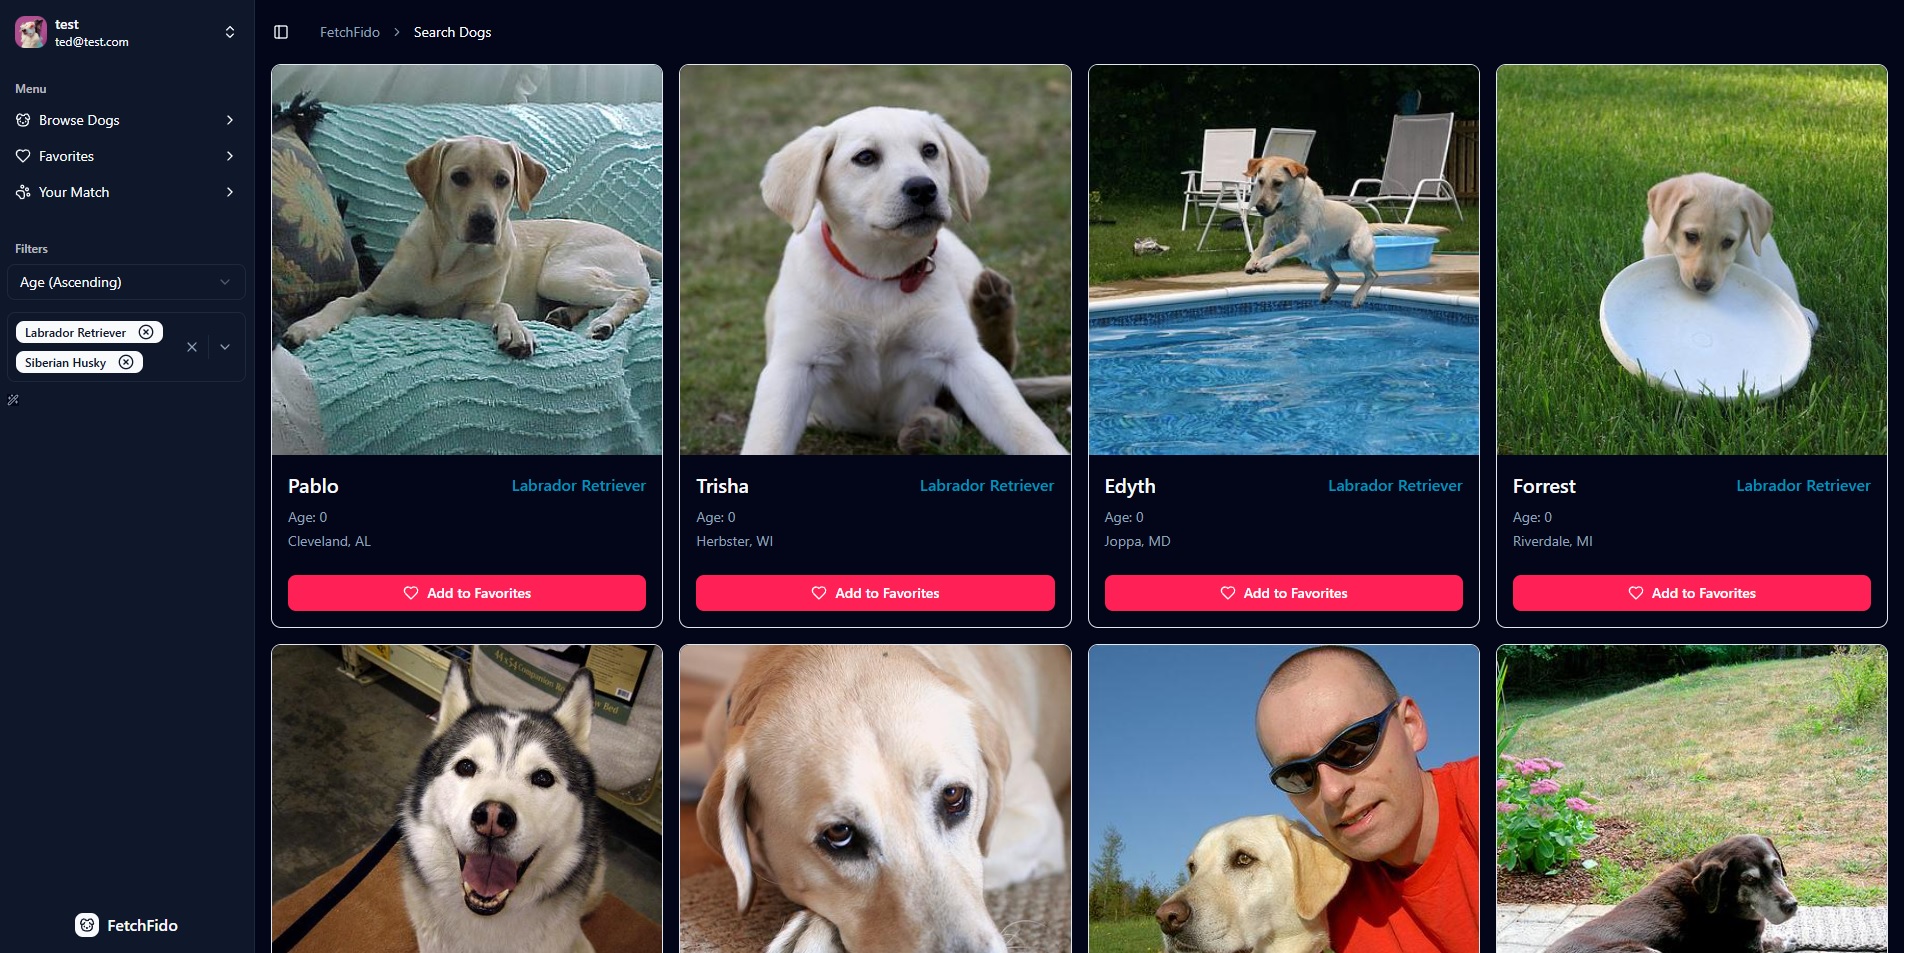 test
ted@test.com
Menu
Browse Dogs
Favorites
Your Match
Filters
Age (Ascending)
Labrador Retriever
Siberian Husky
FetchFido
FetchFido > Search Dogs
Pablo Labrador Retriever
Age: 0
Cleveland, AL
Add to Favorites
Trisha Labrador Retriever
Age: 0
Herbster, WI
Add to Favorites
Edyth Labrador Retriever
Age: 0
Joppa, MD
Add to Favorites
Forrest Labrador Retriever
Age: 0
Riverdale, MI
Add to Favorites
44x54 Companion
Bed